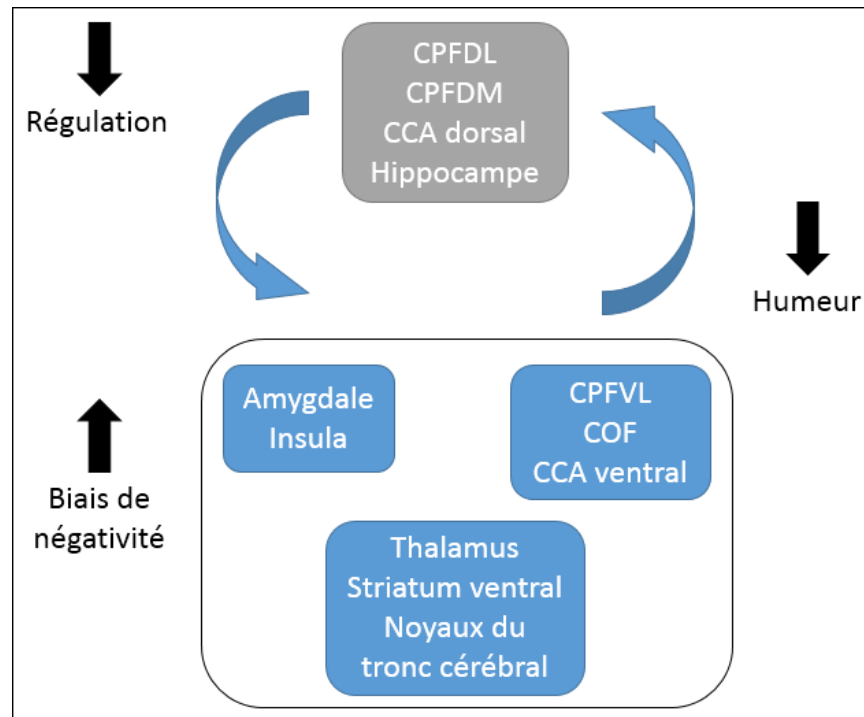 Régulation
CPFDL
CPFDM
CCA dorsal
Hippocampe
Humeur
Biais de
négativité
Amygdale
Insula
CPFVL
COF
CCA ventral
Thalamus
Striatum ventral
Noyaux du
tronc cérébral